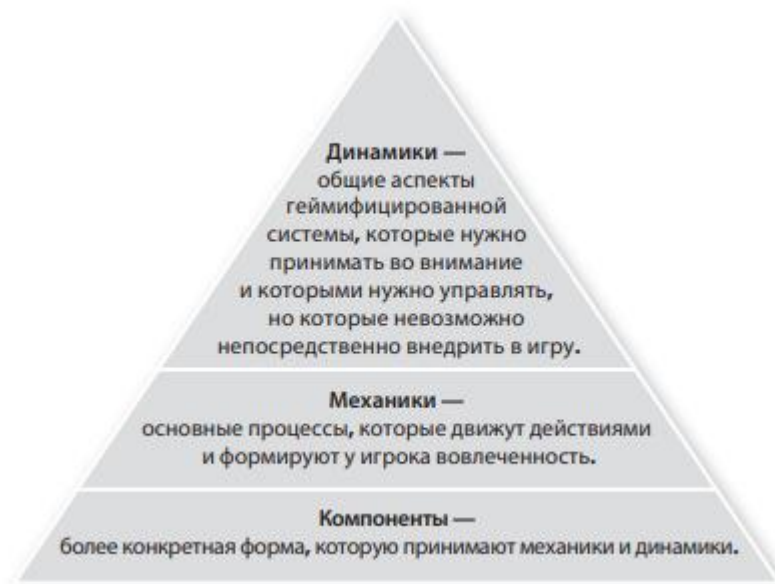 Динамики —
общие аспекты
геймифицированной
системы, которые нужно
принимать во внимание
и которыми нужно управлять,
но которые невозможно
непосредственно внедрить в игру.
Механики —
основные процессы, которые движут действиями
и формируют у игрока вовлеченность.
Компоненты —
более конкретная форма, которую принимают механики и динамики.